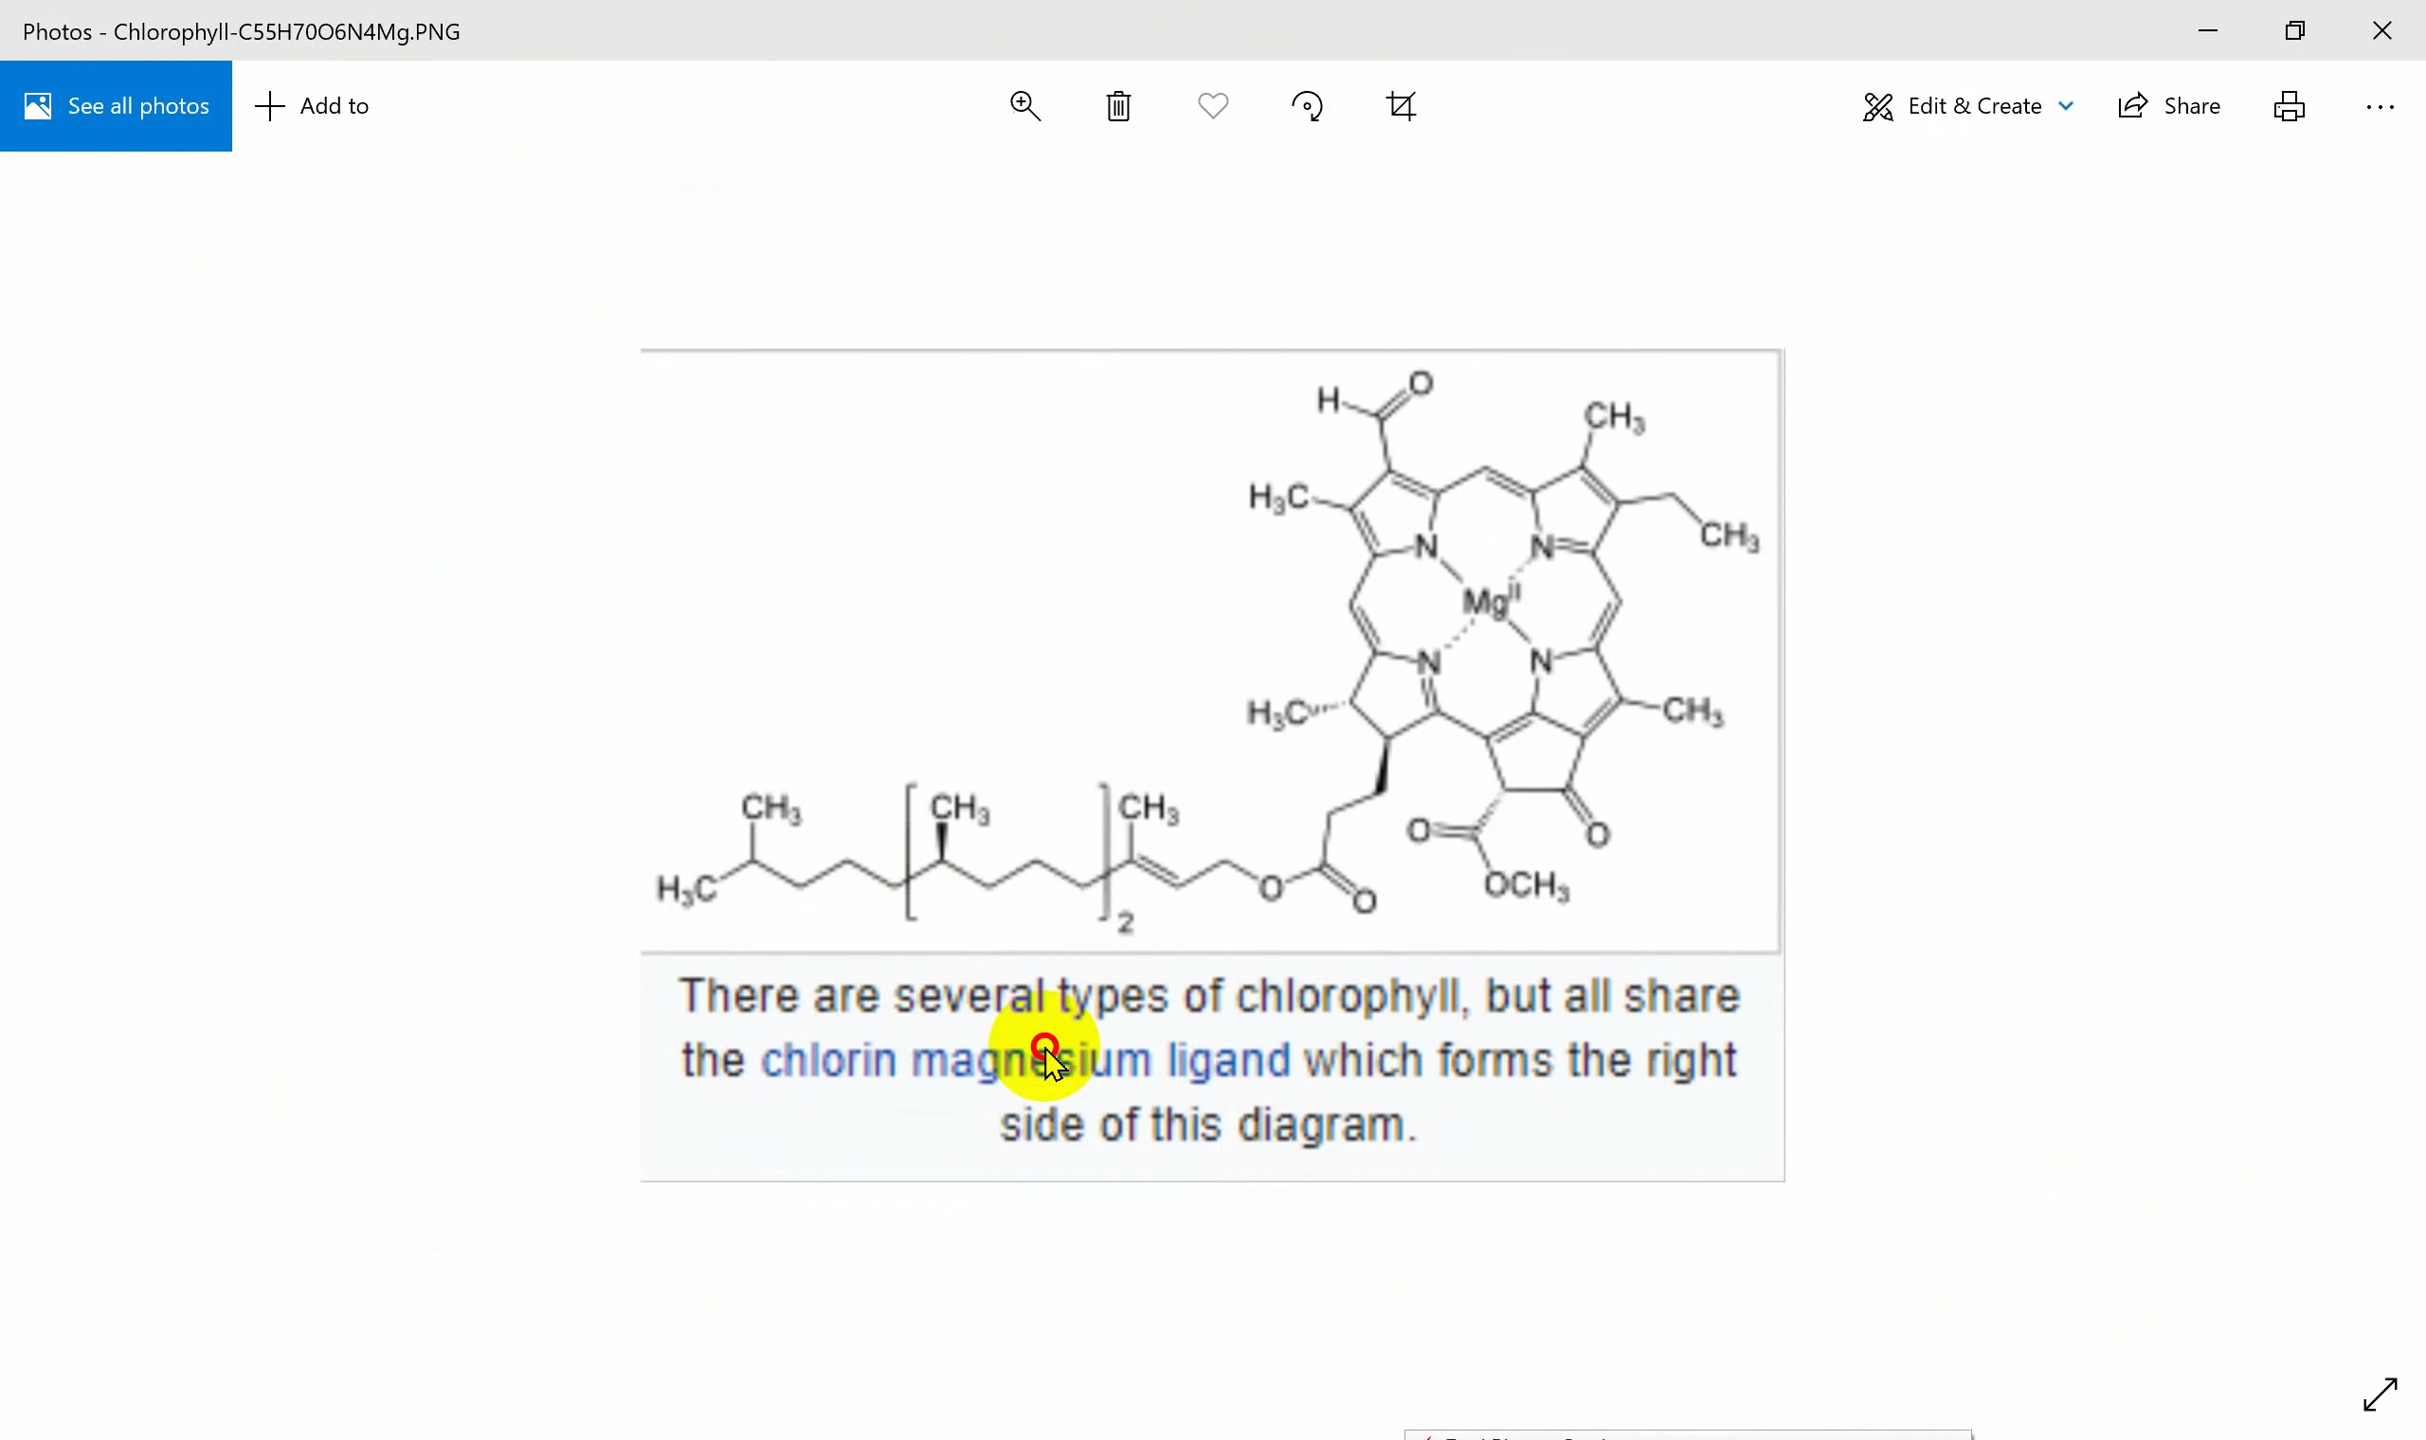 Photos - Chlorophyll-C55H70O6N4Mg.PNG
See all photos
Add to
Edit & Create
Share
H O
CH₃
H₃C
CH₃
N N
Mgᴵᴵ
N N
H₃C
CH₃
CH₃ CH₃ CH₃
O O
H₃C O O OCH₃
2
There are several types of chlorophyll, but all share
the chlorin magnesium ligand which forms the right
side of this diagram.